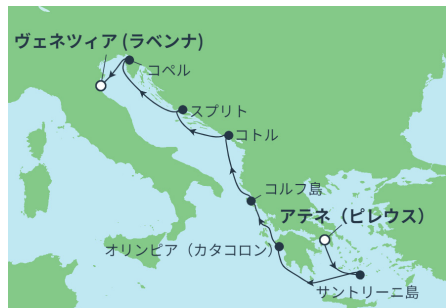 ヴェネツィア (ラベンナ)
コペル
スプリト
コトル
コルフ島
アテネ（ピレウス）
オリンピア（カタコロン）
サントリーニ島